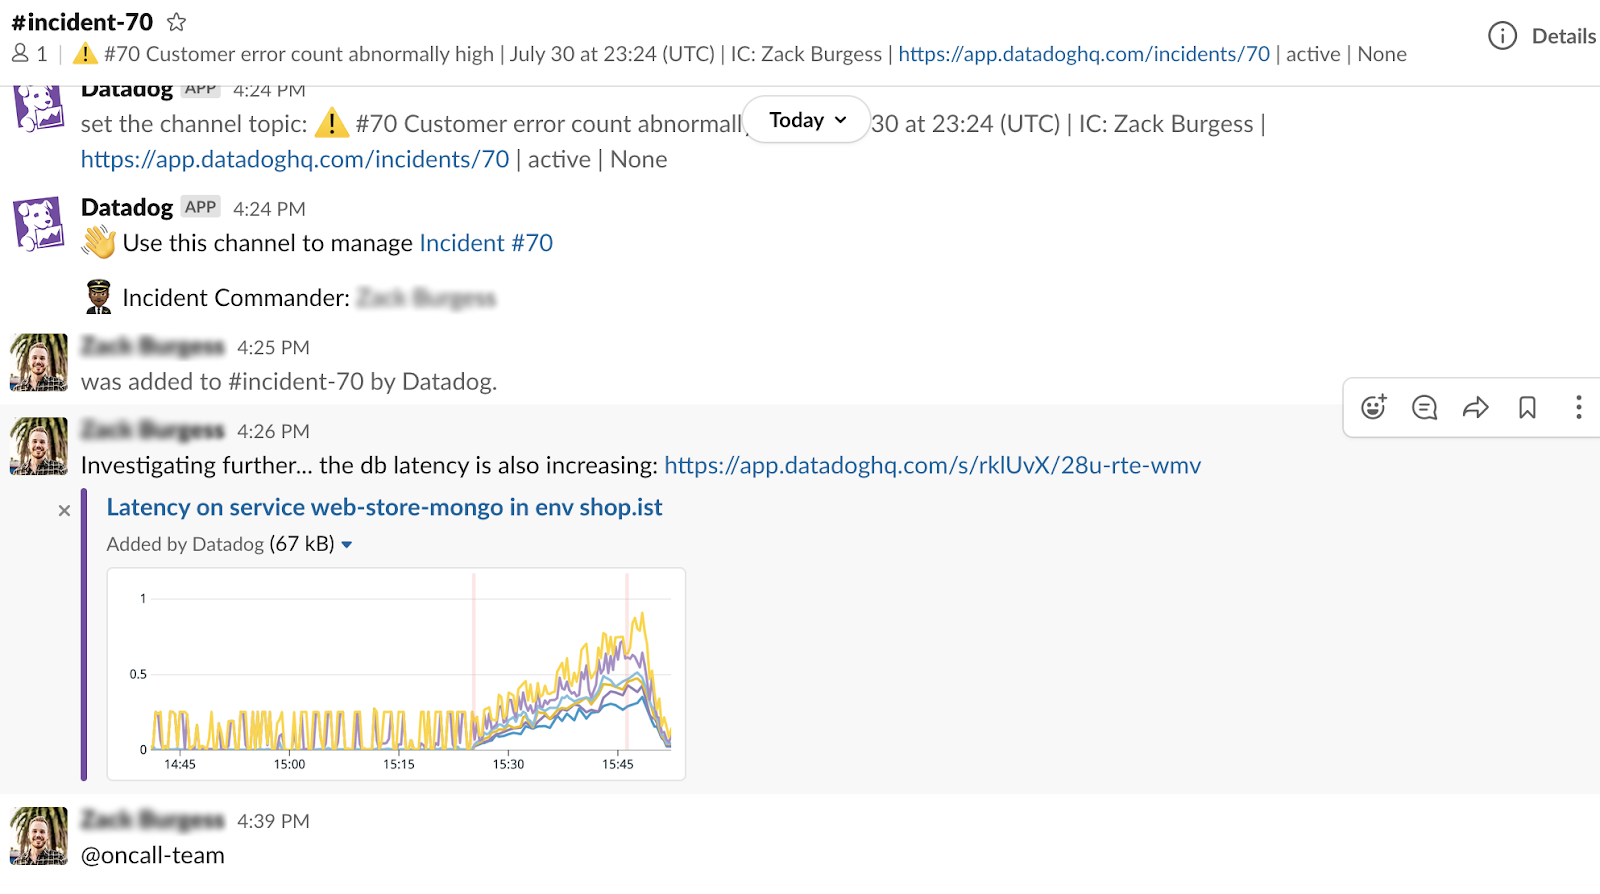 #incident-70
1 | #70 Customer error count abnormally high | July 30 at 23:24 (UTC) | IC: Zack Burgess | https://app.datadoghq.com/incidents/70 | active | None
Details
Datadog APP 4:24 PM
set the channel topic: #70 Customer error count abnormall 30 at 23:24 (UTC) | IC: Zack Burgess |
Today
https://app.datadoghq.com/incidents/70 | active | None
Datadog APP 4:24 PM
Use this channel to manage Incident #70
Incident Commander:
4:25 PM
was added to #incident-70 by Datadog.
4:26 PM
Investigating further... the db latency is also increasing: https://app.datadoghq.com/s/rklUvX/28u-rte-wmv
Latency on service web-store-mongo in env shop.ist
Added by Datadog (67 kB)
1
0.5
0
14:45 15:00 15:15 15:30 15:45
4:39 PM
@oncall-team